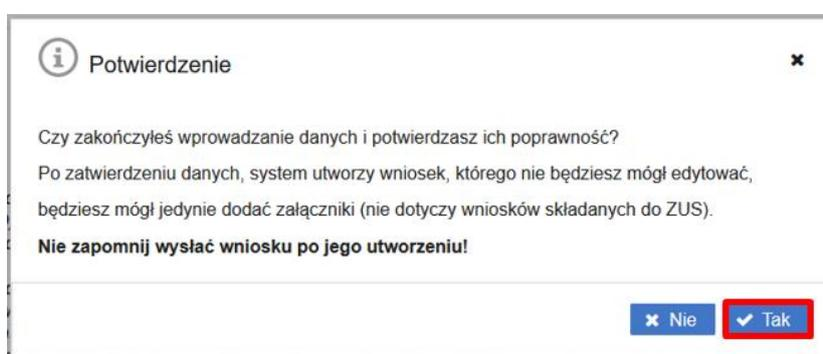 Potwierdzenie
Czy zakończyłeś wprowadzanie danych i potwierdzasz ich poprawność?
Po zatwierdzeniu danych, system utworzy wniosek, którego nie będziesz mógł edytować,
będziesz mógł jedynie dodać załączniki (nie dotyczy wniosków składanych do ZUS).
Nie zapomnij wysłać wniosku po jego utworzeniu!
Nie Tak